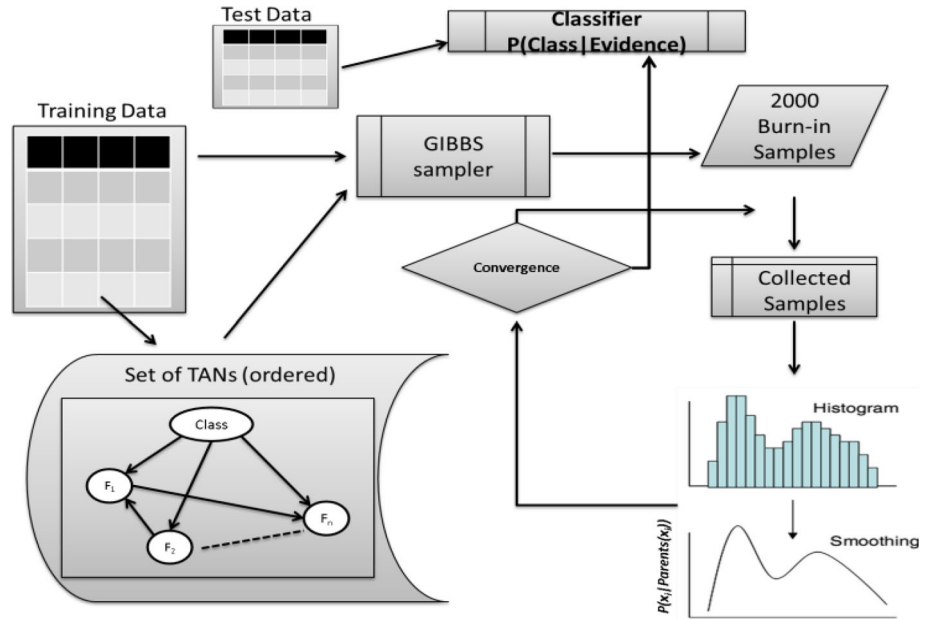 Test Data
Classifier
P(Class|Evidence)
Training Data
GIBBS
sampler
2000
Burn-in
Samples
Convergence
Collected
Samples
Set of TANs (ordered)
Class
F1
F2
Fn
Histogram
Smoothing
P(xi|Parents(xi))